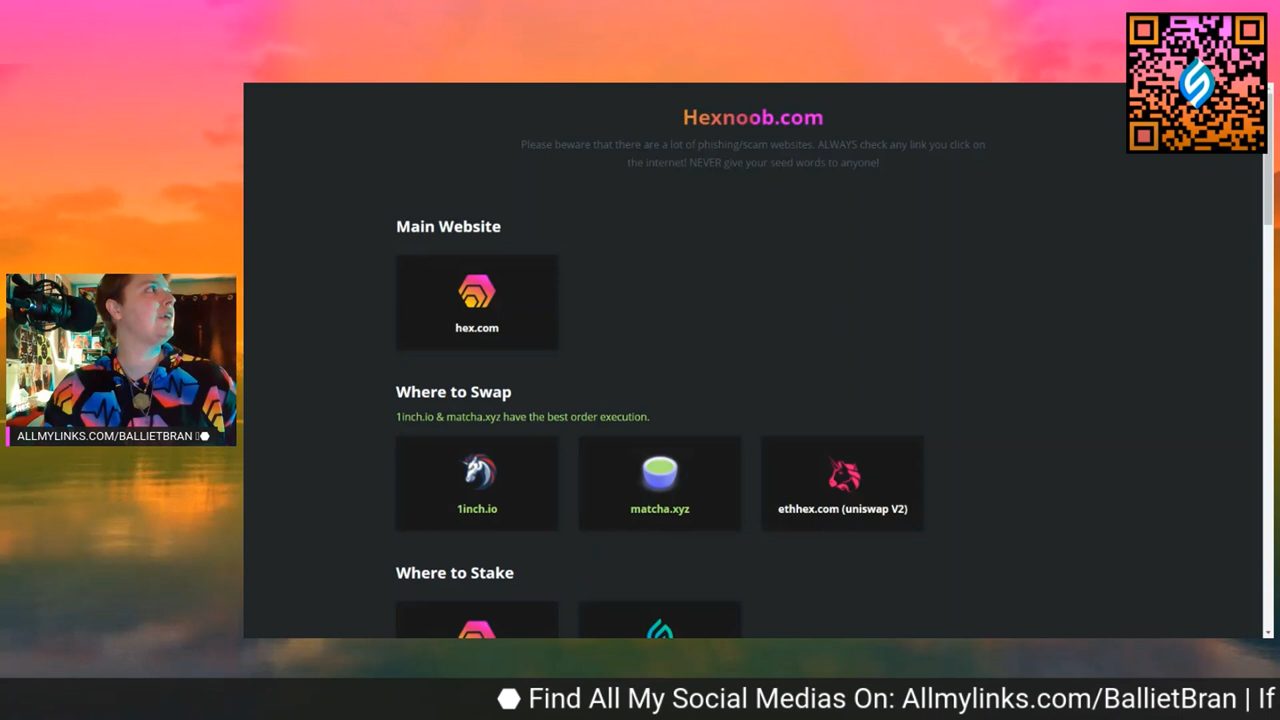 Hexnoob.com
Please beware that there are a lot of phishing/scam websites. ALWAYS check any link you click on
the internet! NEVER give your seed words to anyone!
Main Website
hex.com
Where to Swap
1inch.io & matcha.xyz have the best order execution.
1inch.io
matcha.xyz
ethhex.com (uniswap V2)
Where to Stake
ALLMYLINKS.COM/BALLIETBRAN
Find All My Social Medias On: Allmylinks.com/BallietBran | If